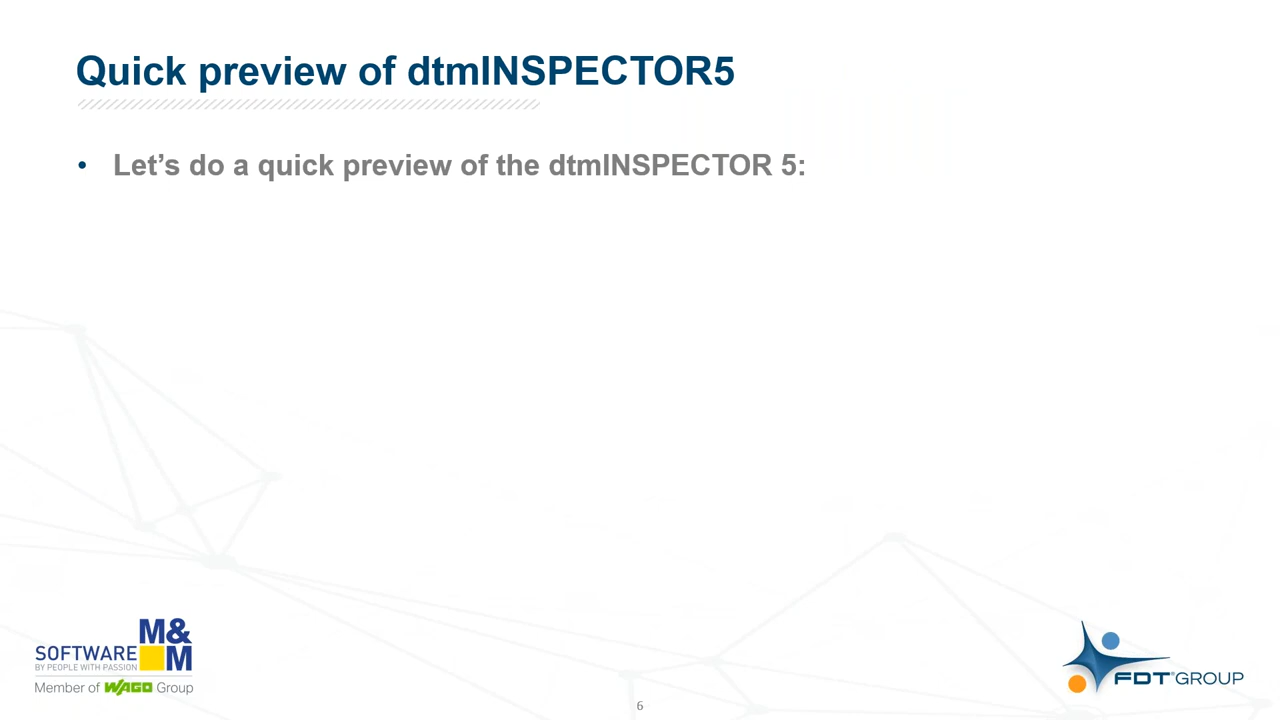 Quick preview of dtmINSPECTOR5
• Let’s do a quick preview of the dtmINSPECTOR 5:
M&
SOFTWARE M
BY PEOPLE WITH PASSION
Member of WAGO Group
FDT® GROUP
6